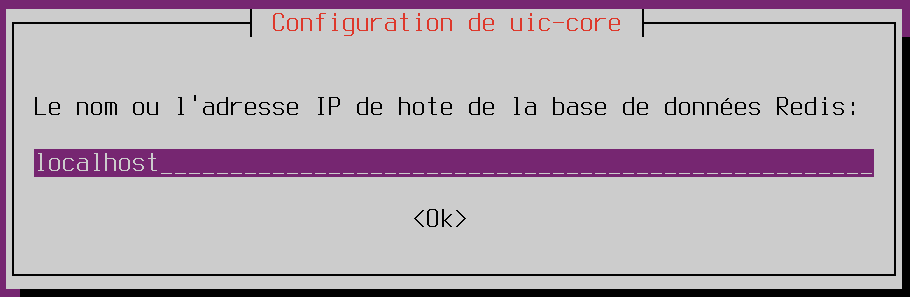 Configuration de uic-core
Le nom ou l'adresse IP de hote de la base de données Redis:
localhost
<Ok>